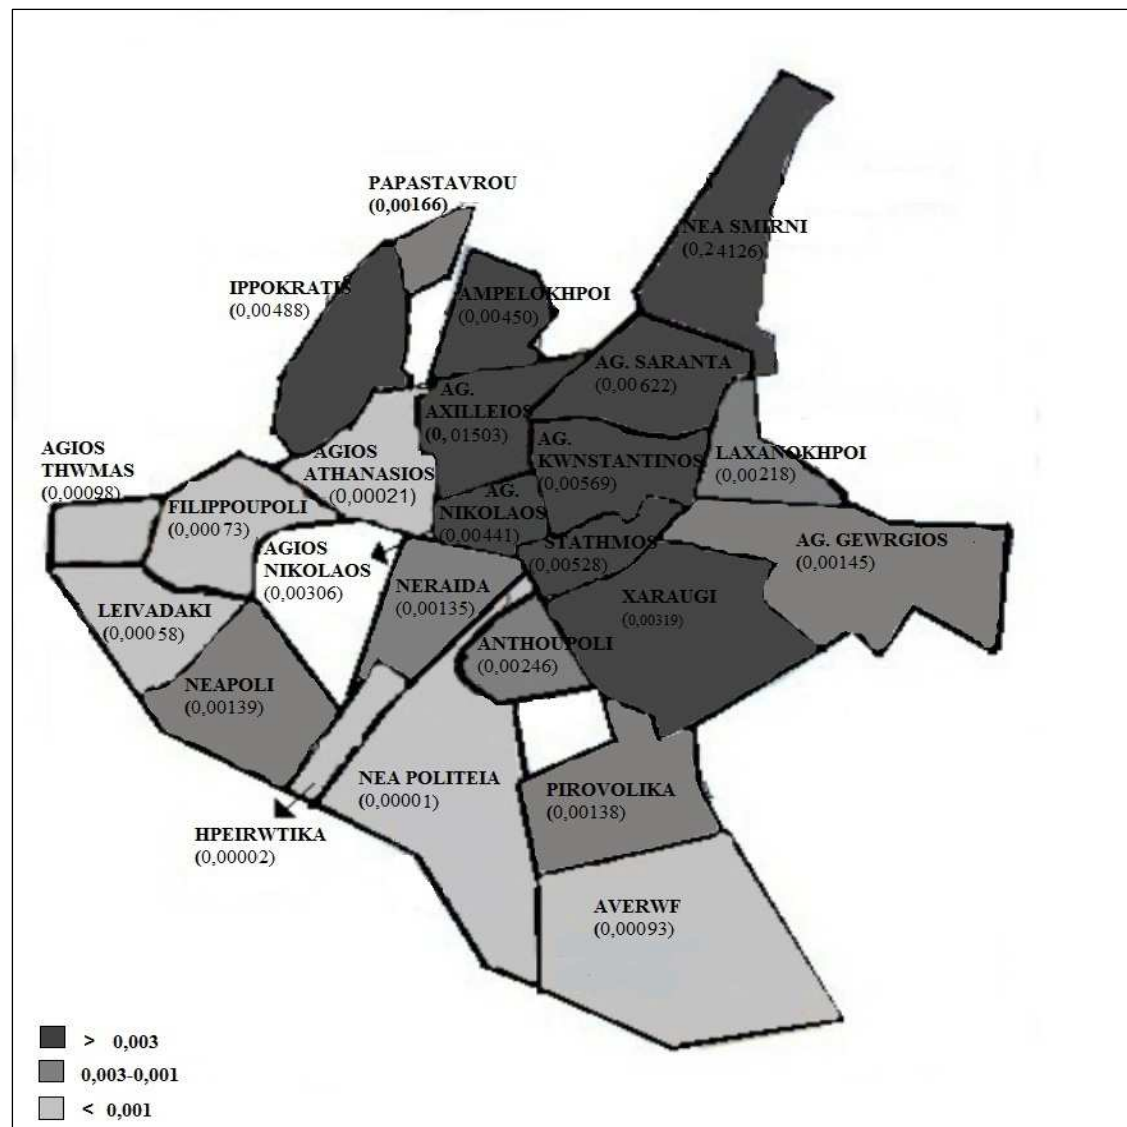 PAPASTAVROU
(0,00166)
NEA SMIRNI
(0,24126)
IPPOKRATIS
(0,00488)
AMPELOKHPOI
(0,00450)
AG. SARANTA
(0,00622)
AG.
AXILLEIOS
(0, 01503)
AG.
KWNSTANTINOS
(0,00569)
LAXANOKHPOI
(0,00218)
AGIOS
THWMAS
(0,00098)
AGIOS
ATHANASIOS
(0,00021)
FILIPPOUPOLI
(0,00073)
AG.
NIKOLAOS
(0,00441)
STATHMOS
(0,00528)
AG. GEWRGIOS
(0,00145)
AGIOS
NIKOLAOS
(0,00306)
NERAIDA
(0,00135)
XARAUGI
(0,00319)
LEIVADAKI
(0,00058)
ANTHOUPOLI
(0,00246)
NEAPOLI
(0,00139)
NEA POLITEIA
(0,00001)
PIROVOLIKA
(0,00138)
HPEIRWTIKA
(0,00002)
AVERWF
(0,00093)
> 0,003
0,003-0,001
< 0,001